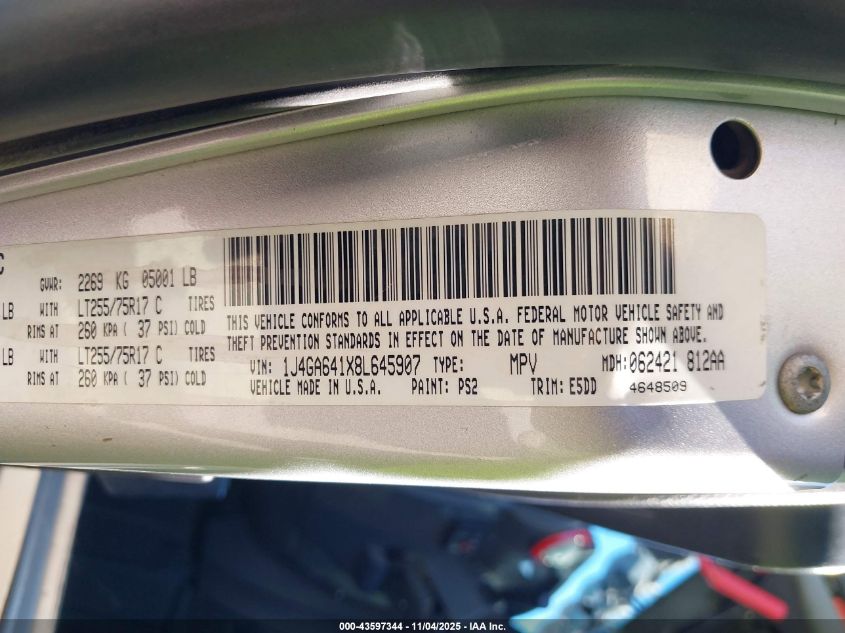 C
GVWR: 2269 KG 05001 LB
LB WITH LT255/75R17 C TIRES
RIMS AT 260 KPA ( 37 PSI) COLD
LB WITH LT255/75R17 C TIRES
RIMS AT 260 KPA ( 37 PSI) COLD
THIS VEHICLE CONFORMS TO ALL APPLICABLE U.S.A. FEDERAL MOTOR VEHICLE SAFETY AND
THEFT PREVENTION STANDARDS IN EFFECT ON THE DATE OF MANUFACTURE SHOWN ABOVE.
VIN: 1J4GA641X8L645907 TYPE: MPV MDH: 062421 812AA
VEHICLE MADE IN U.S.A. PAINT: PS2 TRIM: E5DD 4648509
000-43597344 - 11/04/2025 - IAA Inc.